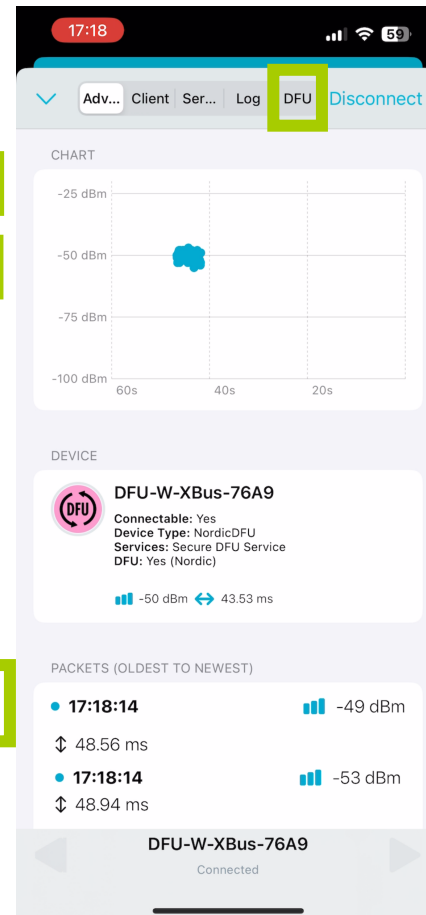 17:18
59
Adv... Client Ser... Log DFU Disconnect
CHART
-25 dBm
-50 dBm
-75 dBm
-100 dBm
60s 40s 20s
DEVICE
DFU
DFU-W-XBus-76A9
Connectable: Yes
Device Type: NordicDFU
Services: Secure DFU Service
DFU: Yes (Nordic)
-50 dBm 43.53 ms
PACKETS (OLDEST TO NEWEST)
17:18:14 -49 dBm
48.56 ms
17:18:14 -53 dBm
48.94 ms
DFU-W-XBus-76A9
Connected